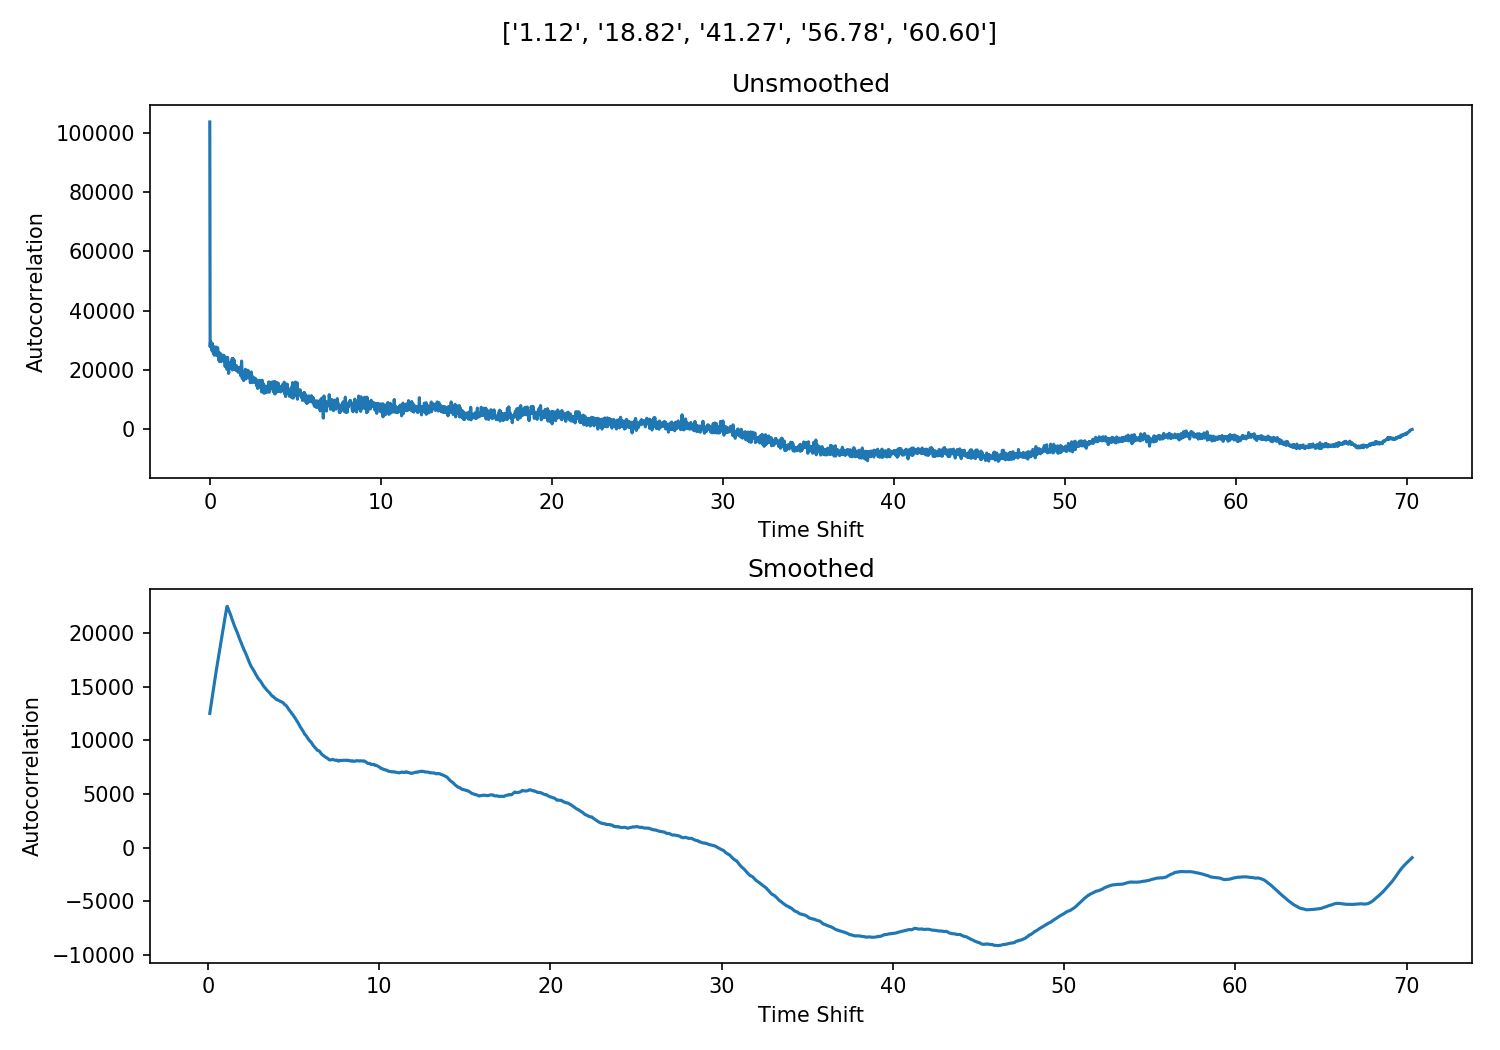 ['1.12', '18.82', '41.27', '56.78', '60.60']
Unsmoothed
Autocorrelation
100000
80000
60000
40000
20000
0
0 10 20 30 40 50 60 70
Time Shift
Smoothed
Autocorrelation
20000
15000
10000
5000
0
−5000
−10000
0 10 20 30 40 50 60 70
Time Shift